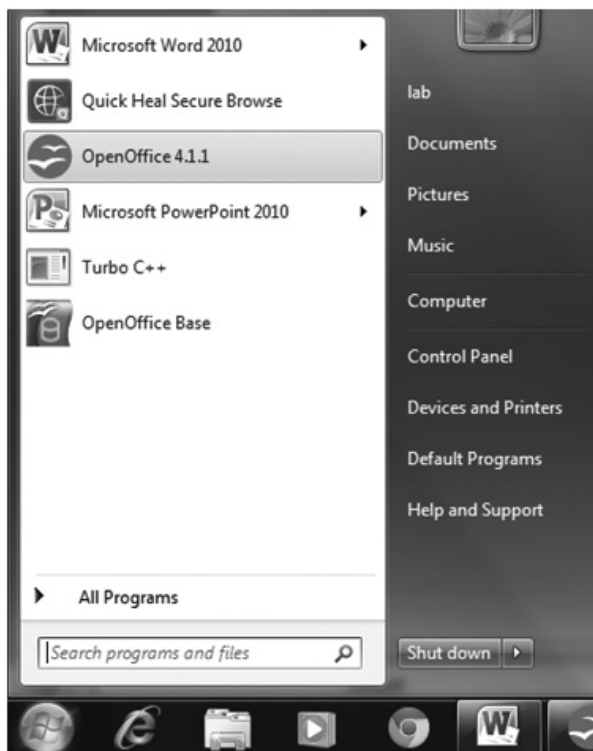 Microsoft Word 2010
Quick Heal Secure Browse
OpenOffice 4.1.1
Microsoft PowerPoint 2010
Turbo C++
OpenOffice Base
All Programs
Search programs and files
lab
Documents
Pictures
Music
Computer
Control Panel
Devices and Printers
Default Programs
Help and Support
Shut down